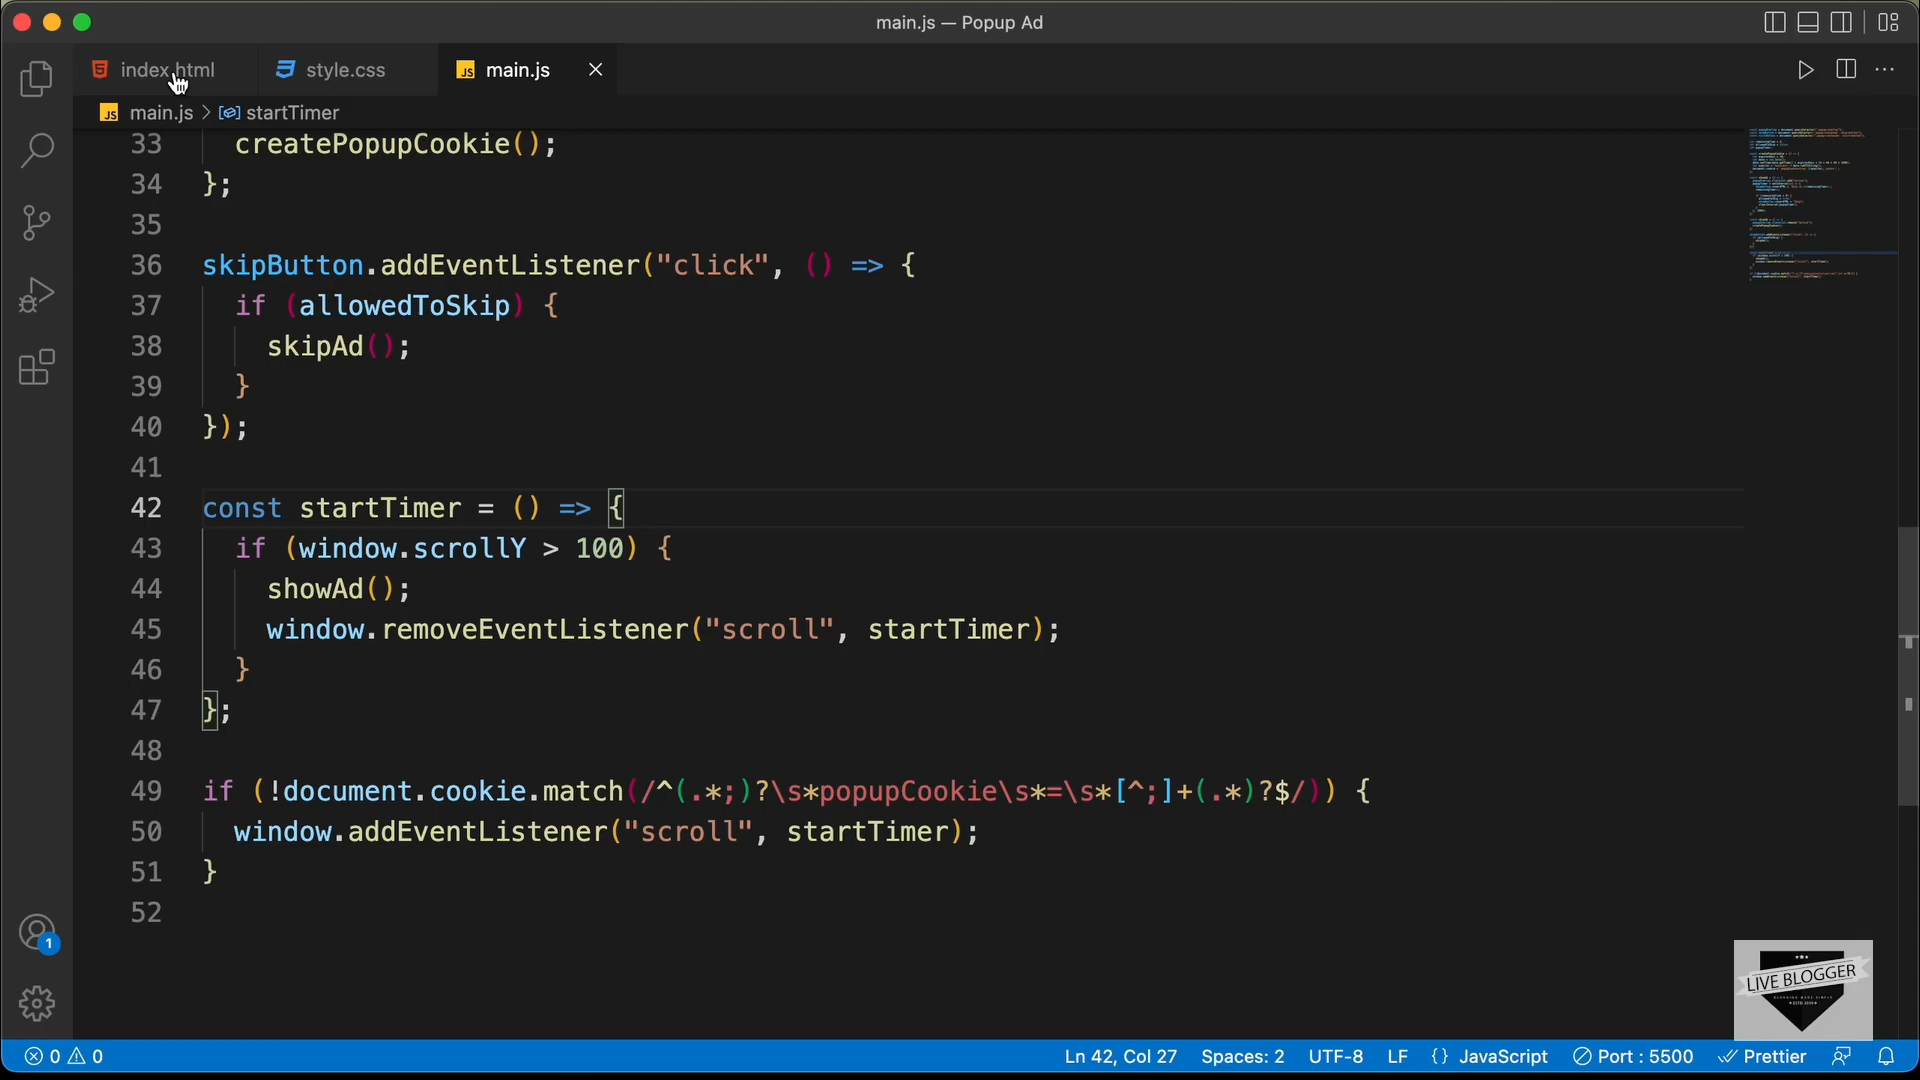 main.js — Popup Ad
index.html
style.css
JS main.js
JS main.js > startTimer
33 createPopupCookie();
34 };
35
36 skipButton.addEventListener("click", () => {
37 if (allowedToSkip) {
38 skipAd();
39 }
40 });
41
42 const startTimer = () => {
43 if (window.scrollY > 100) {
44 showAd();
45 window.removeEventListener("scroll", startTimer);
46 }
47 };
48
49 if (!document.cookie.match(/^(.*;)?\s*popupCookie\s*=\s*[^;]+(.*)?$/)) {
50 window.addEventListener("scroll", startTimer);
51 }
52
1
LIVE BLOGGER
0 0 Ln 42, Col 27 Spaces: 2 UTF-8 LF {} JavaScript Port : 5500 Prettier